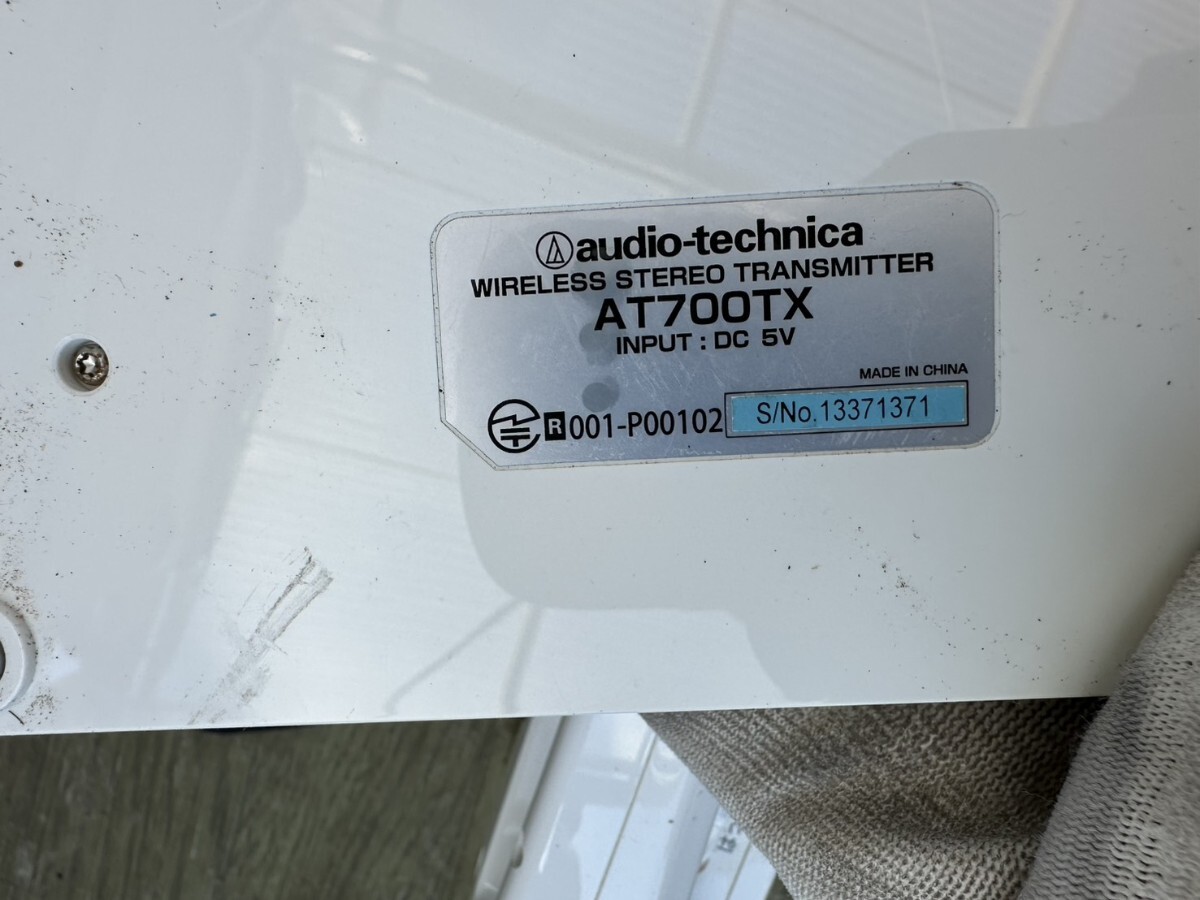 audio-technica
WIRELESS STEREO TRANSMITTER
AT700TX
INPUT : DC 5V
MADE IN CHINA
R 001-P00102
S/No.13371371